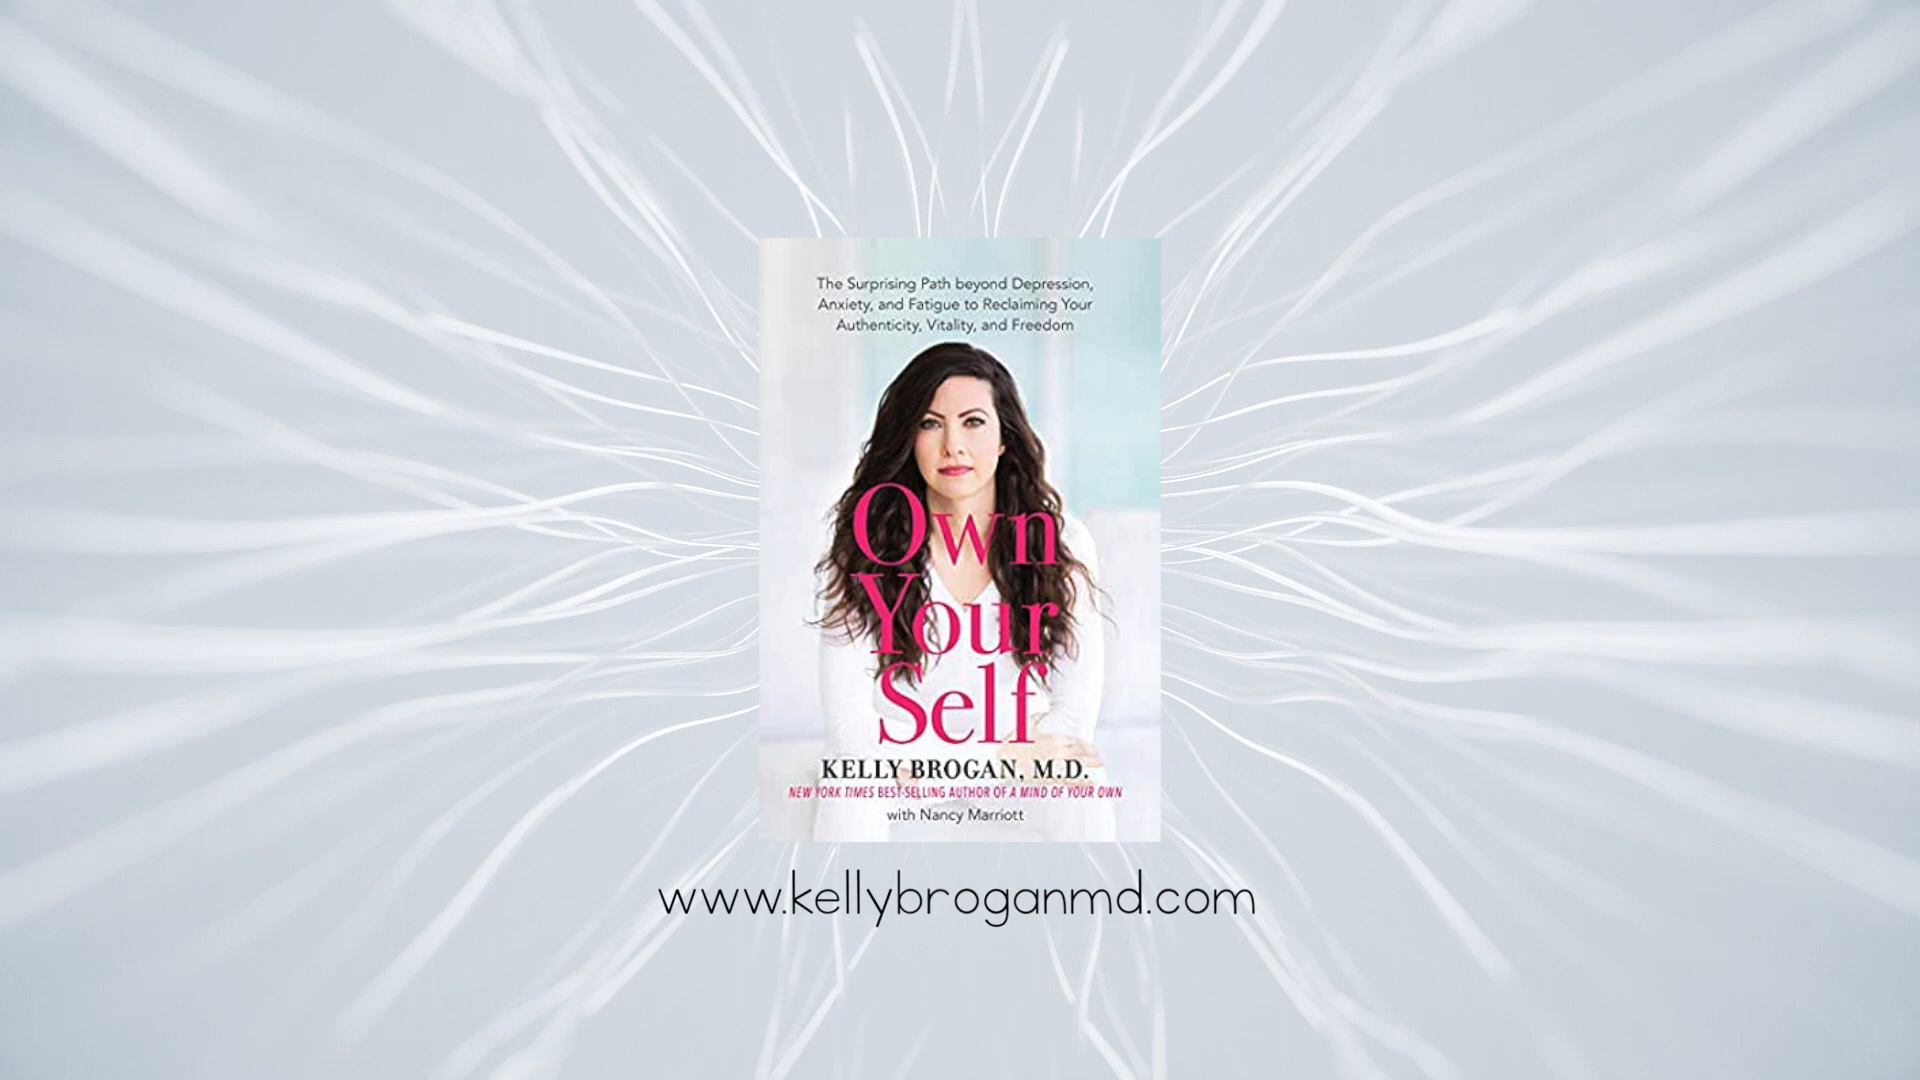 The Surprising Path beyond Depression,
Anxiety, and Fatigue to Reclaiming Your
Authenticity, Vitality, and Freedom
Own
Your
Self
KELLY BROGAN, M.D.
NEW YORK TIMES BEST-SELLING AUTHOR OF A MIND OF YOUR OWN
with Nancy Marriott
www.kellybroganmd.com